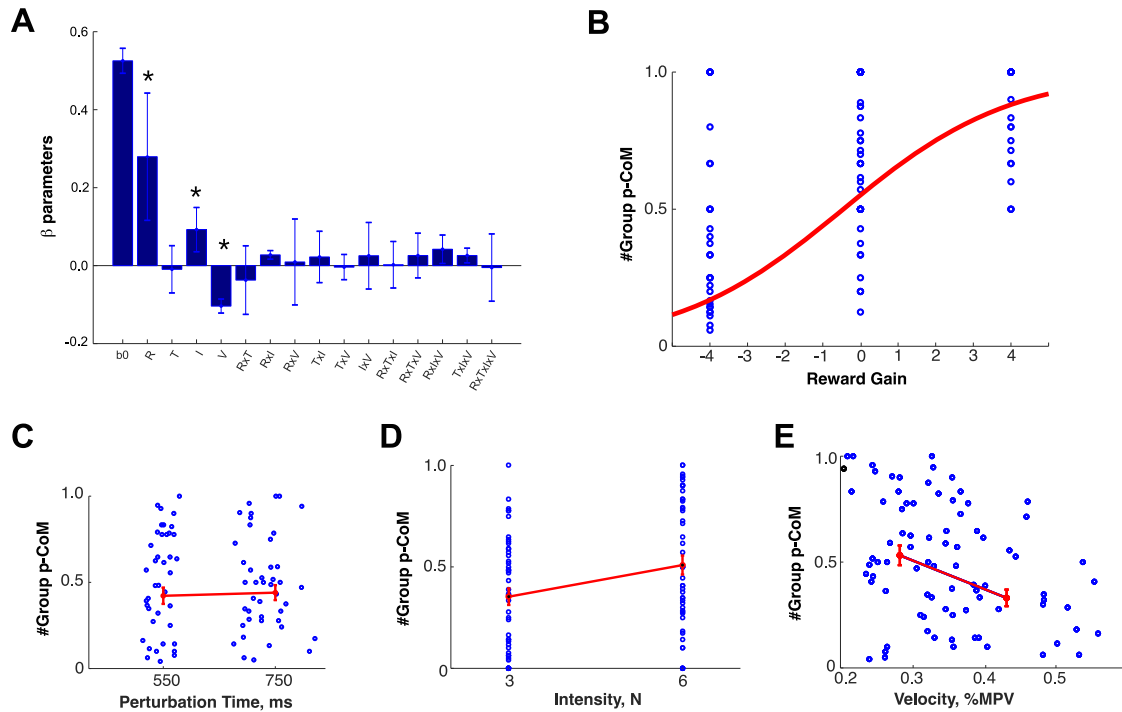 A
0.6
0.4
0.2
0.0
-0.2
β parameters
*
*
*
b0 R T I V RxT RxI RxV TxI TxV IxV RxTxI RxTxV RxIxV TxIxV RxTxIxV
B
1.0
0.5
0
#Group p-CoM
-4 -3 -2 -1 0 1 2 3 4
Reward Gain
C
1.0
0.5
0
#Group p-CoM
550 750
Perturbation Time, ms
D
1.0
0.5
0
#Group p-CoM
3 6
Intensity, N
E
1.0
0.5
0
#Group p-CoM
0.2 0.3 0.4 0.5
Velocity, %MPV